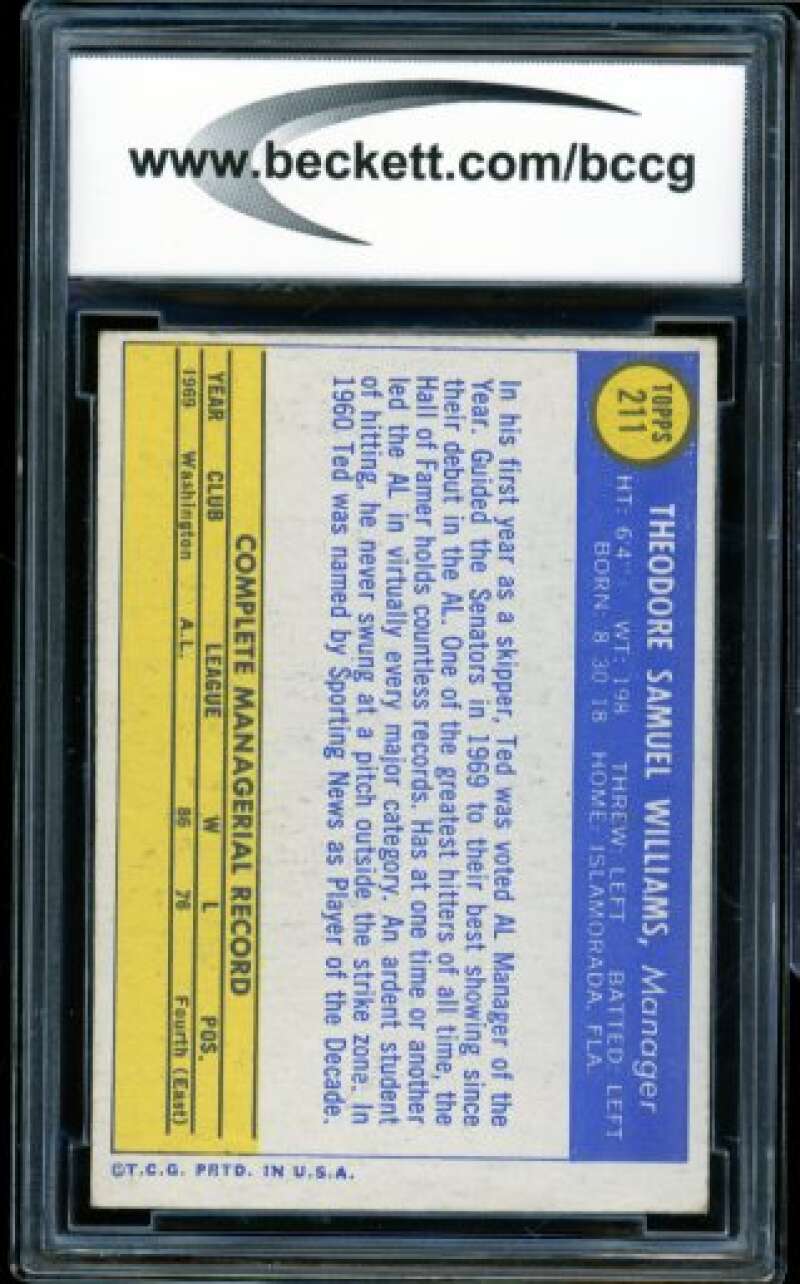 www.beckett.com/bccg
TOPPS
211
THEODORE SAMUEL WILLIAMS, Manager
HT: 6'4" WT: 198 THREW: LEFT BATTED: LEFT
BORN: 8 30 18 HOME: ISLAMORADA, FLA.
In his first year as a skipper, Ted was voted AL Manager of the
Year. Guided the Senators in 1969 to their best showing since
their debut in the AL. One of the greatest hitters of all time, the
Hall of Famer holds countless records. Has at one time or another
led the AL in virtually every major category. An ardent student
of hitting, he never swung at a pitch outside the strike zone. In
1960 Ted was named by Sporting News as Player of the Decade.
COMPLETE MANAGERIAL RECORD
YEAR CLUB LEAGUE W L POS.
1969 Washington A.L. 86 76 Fourth (East)
©T.C.G. PRTD. IN U.S.A.